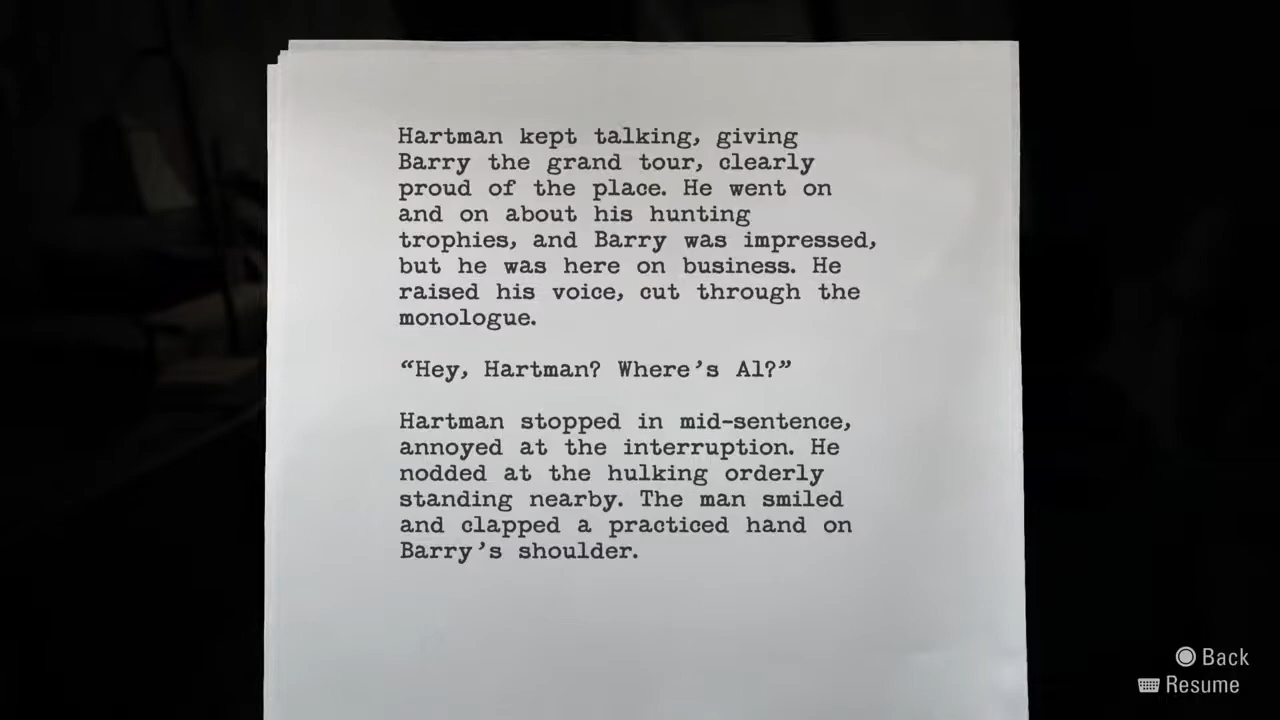 Hartman kept talking, giving
Barry the grand tour, clearly
proud of the place. He went on
and on about his hunting
trophies, and Barry was impressed,
but he was here on business. He
raised his voice, cut through the
monologue.
“Hey, Hartman? Where’s Al?”
Hartman stopped in mid-sentence,
annoyed at the interruption. He
nodded at the hulking orderly
standing nearby. The man smiled
and clapped a practiced hand on
Barry’s shoulder.
Back
Resume